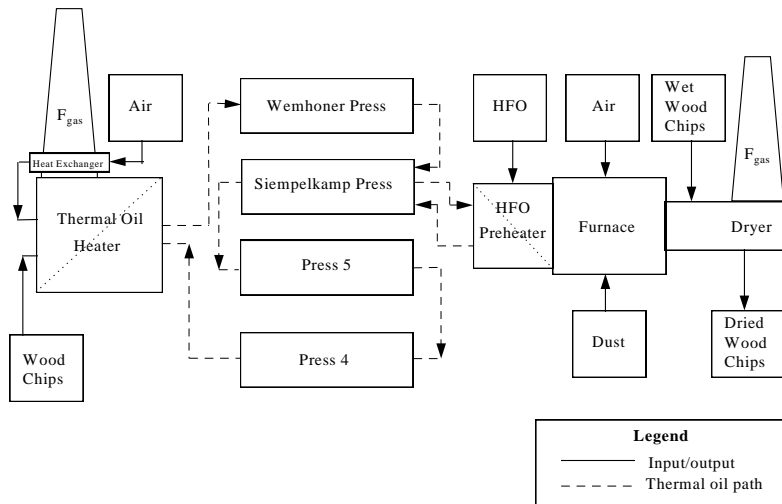 F gas
Air
Heat Exchanger
Thermal Oil
Heater
Wood
Chips
Wemhoner Press
Siempelkamp Press
Press 5
Press 4
HFO
Air
Wet
Wood
Chips
F gas
HFO
Preheater
Furnace
Dryer
Dust
Dried
Wood
Chips
Legend
Input/output
Thermal oil path